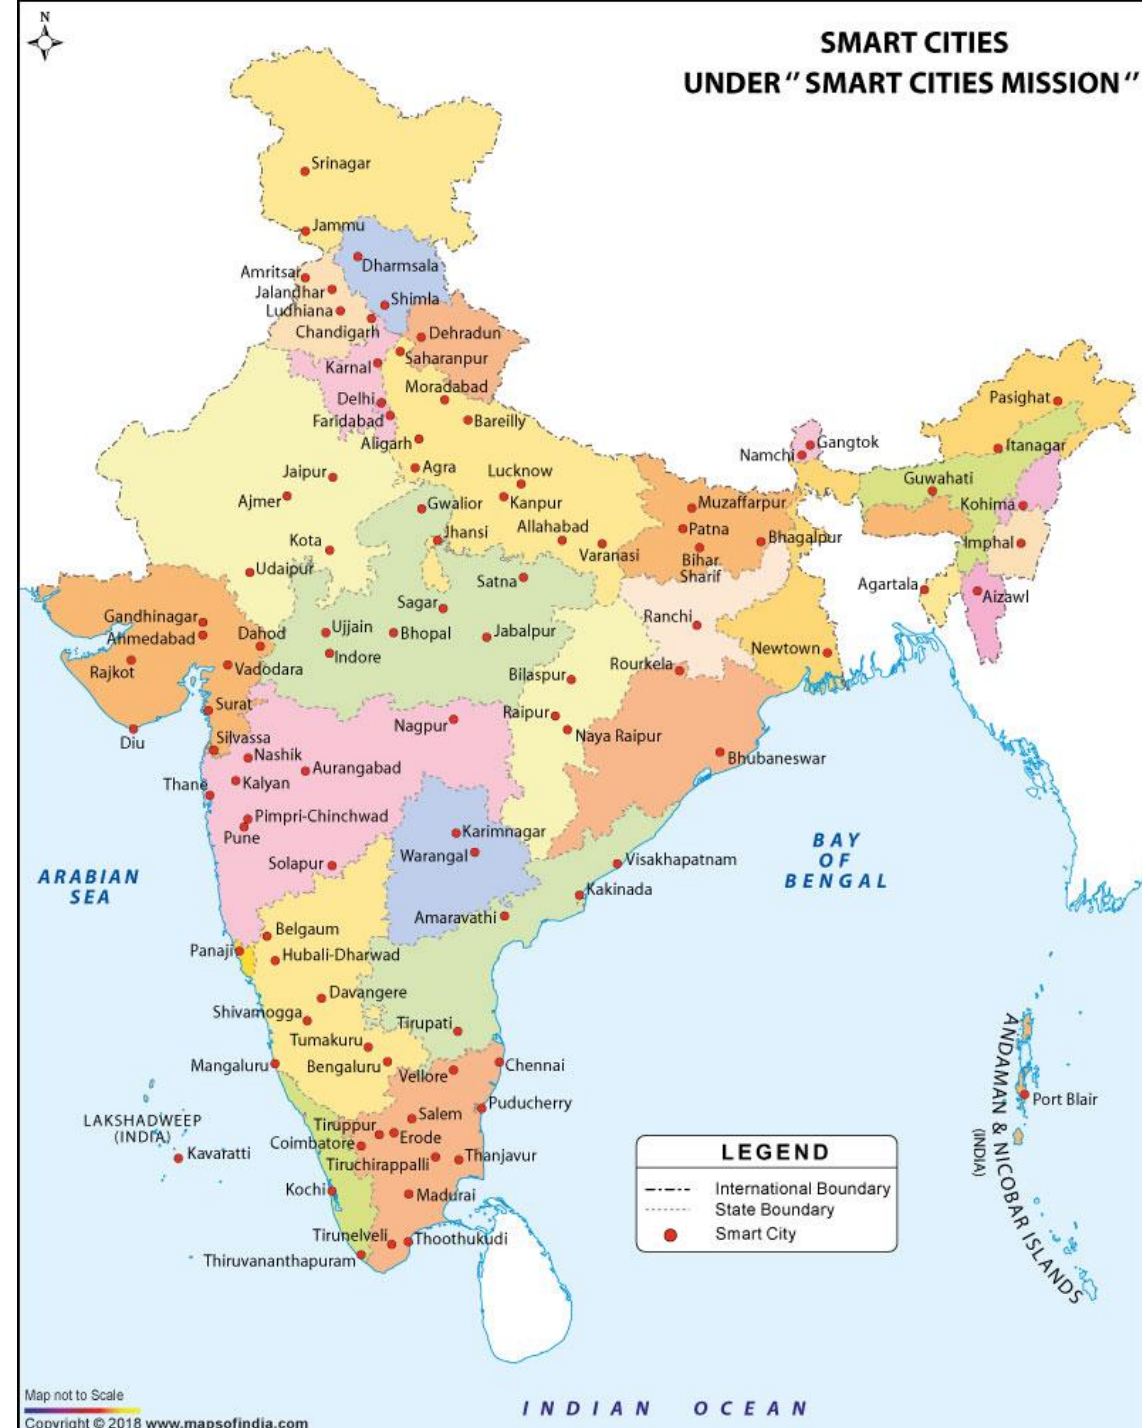 N
SMART CITIES
UNDER "SMART CITIES MISSION"
Srinagar
Jammu
Dharmsala
Amritsar
Jalandhar
Ludhiana
Shimla
Chandigarh
Dehradun
Saharanpur
Karnal
Moradabad
Delhi
Faridabad
Bareilly
Aligarh
Pasighat
Gangtok
Namchi
Itanagar
Jaipur
Agra
Lucknow
Guwahati
Ajmer
Kanpur
Gwalior
Muzaffarpur
Kohima
Allahabad
Patna
Kota
Jhansi
Varanasi
Bhagalpur
Imphal
Bihar
Sharif
Udaipur
Satna
Agartala
Aizawl
Gandhinagar
Sagar
Ranchi
Ahmedabad
Dahod
Ujjain
Bhopal
Jabalpur
Indore
Newtown
Rajkot
Vadodara
Rourkela
Bilaspur
Surat
Raipur
Nagpur
Diu
Silvassa
Naya Raipur
Nashik
Bhubaneswar
Aurangabad
Thane
Kalyan
Pimpri-Chinchwad
Pune
Karimnagar
Warangal
Solapur
Visakhapatnam
BAY
OF
BENGAL
ARABIAN
SEA
Kakinada
Amaravathi
Belgaum
Panaji
Hubali-Dharwad
Davangere
Shivamogga
Tirupati
Tumakuru
Mangaluru
Bengaluru
Chennai
Vellore
ANDAMAN & NICOBAR ISLANDS
(INDIA)
Port Blair
Puducherry
LAKSHADWEEP
(INDIA)
Salem
Tiruppur
Erode
Coimbatore
Kavaratti
Tiruchirappalli
Thanjavur
Kochi
Madurai
Tirunelveli
Thoothukudi
Thiruvananthapuram
LEGEND
International Boundary
State Boundary
Smart City
Map not to Scale
Copyright © 2018 www.mapsofindia.com
INDIAN OCEAN